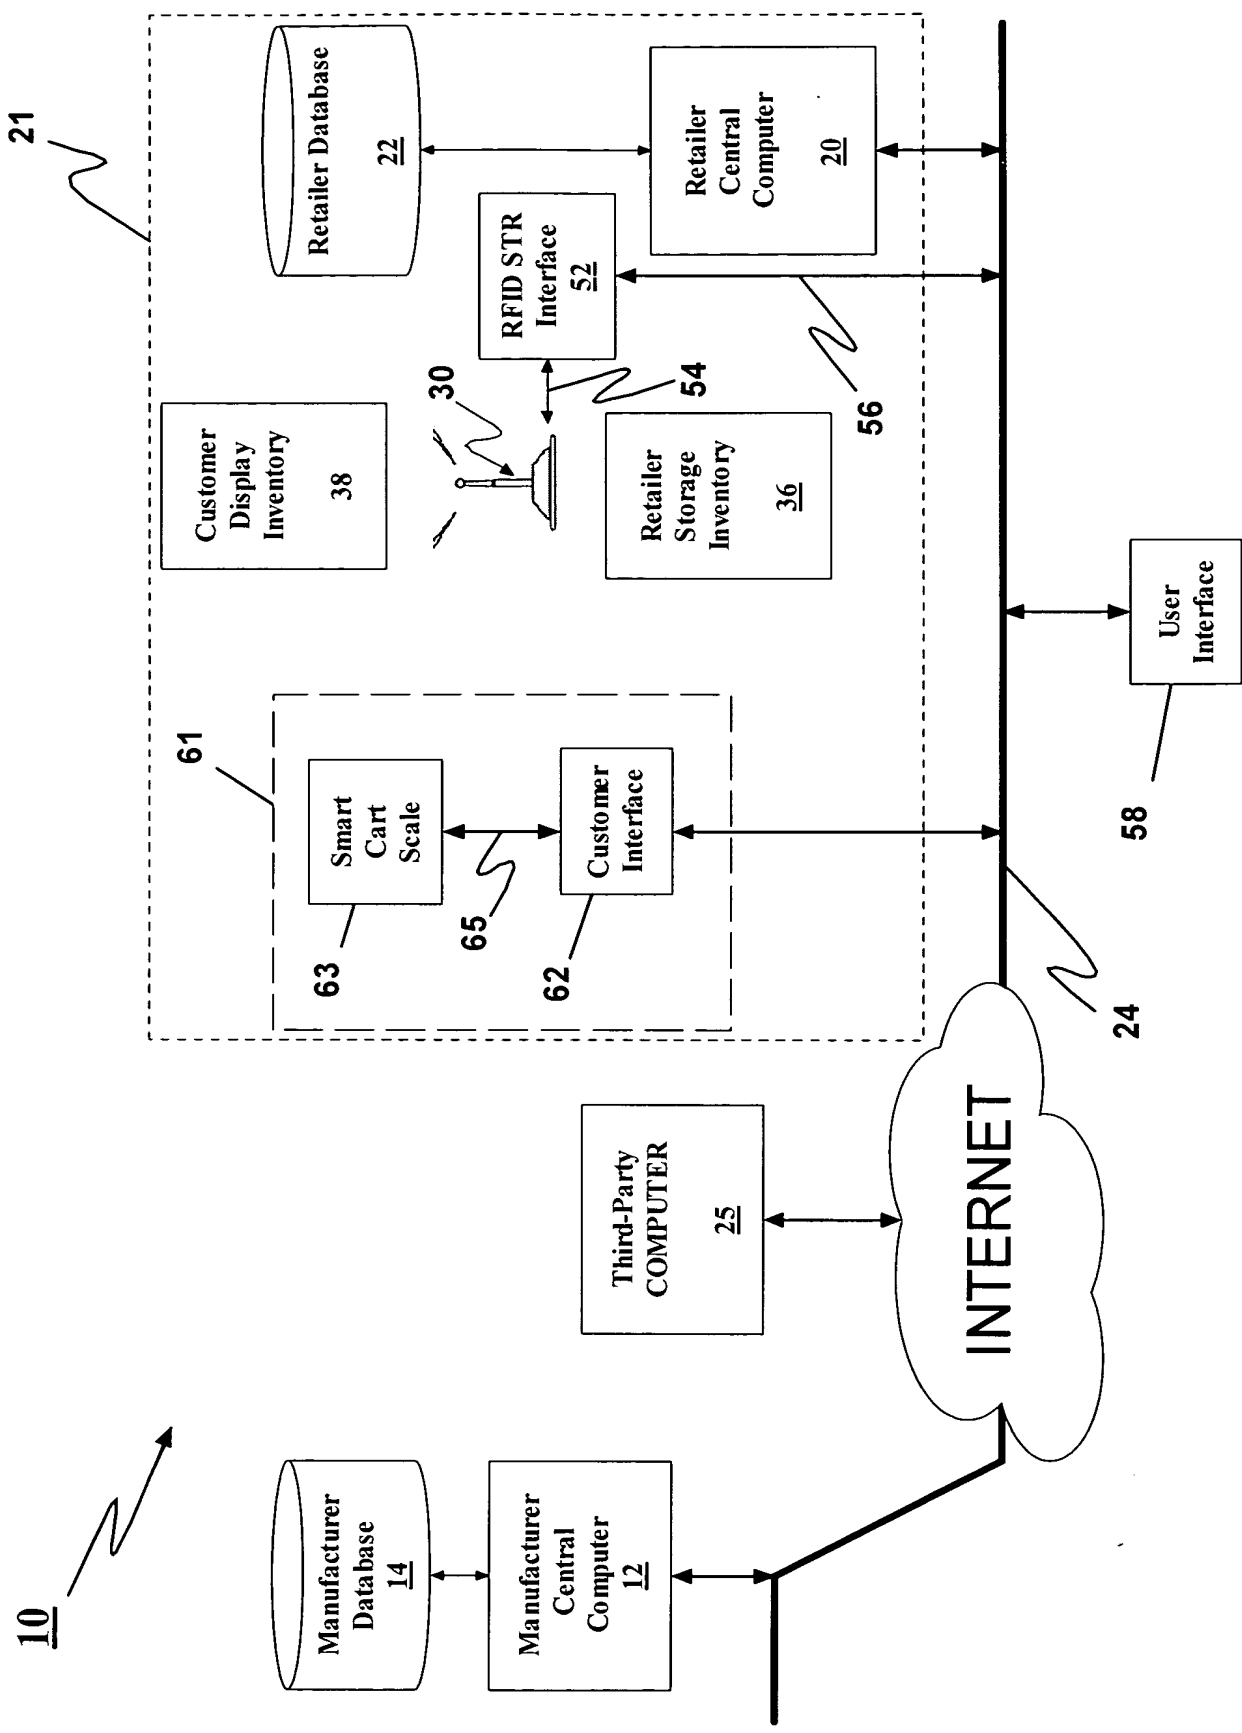 10
Manufacturer
Database
14
Manufacturer
Central
Computer
12
Third-Party
COMPUTER
25
INTERNET
21
61
Smart
Cart
Scale
63
65
Customer
Interface
62
Customer
Display
Inventory
38
30
54
Retailer
Storage
Inventory
36
Retailer Database
22
RFID STR
Interface
52
56
Retailer
Central
Computer
20
24
User
Interface
58